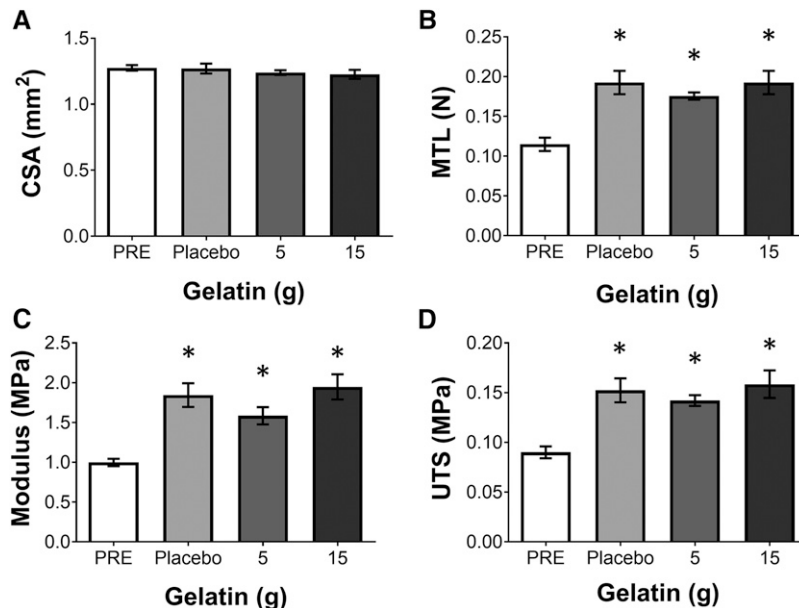 A
CSA (mm²)
1.5
1.0
0.5
0.0
PRE Placebo 5 15
Gelatin (g)
B
MTL (N)
0.25
0.20
0.15
0.10
0.05
0.00
* * *
PRE Placebo 5 15
Gelatin (g)
C
Modulus (MPa)
2.5
2.0
1.5
1.0
0.5
0.0
* * *
PRE Placebo 5 15
Gelatin (g)
D
UTS (MPa)
0.20
0.15
0.10
0.05
0.00
* * *
PRE Placebo 5 15
Gelatin (g)